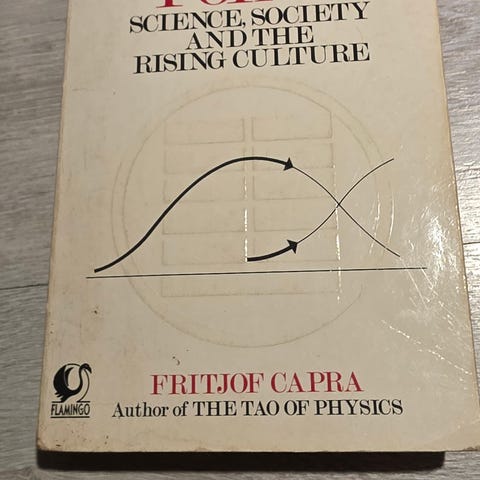 SCIENCE, SOCIETY
AND THE
RISING CULTURE
FRITJOF CAPRA
Author of THE TAO OF PHYSICS
FLAMINGO